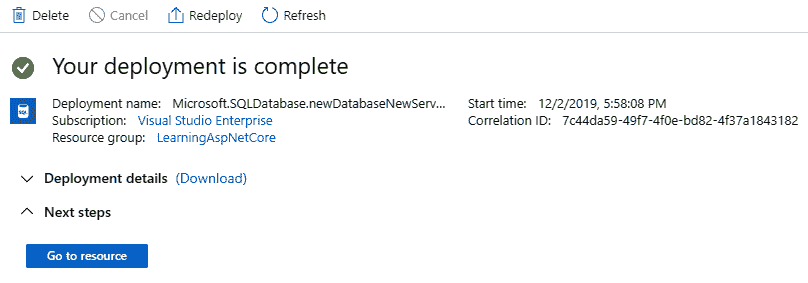 Delete Cancel Redeploy Refresh
Your deployment is complete
Deployment name: Microsoft.SQLDatabase.newDatabaseNewServ... Start time: 12/2/2019, 5:58:08 PM
Subscription: Visual Studio Enterprise Correlation ID: 7c44da59-49f7-4f0e-bd82-4f37a1843182
Resource group: LearningAspNetCore
Deployment details (Download)
Next steps
Go to resource